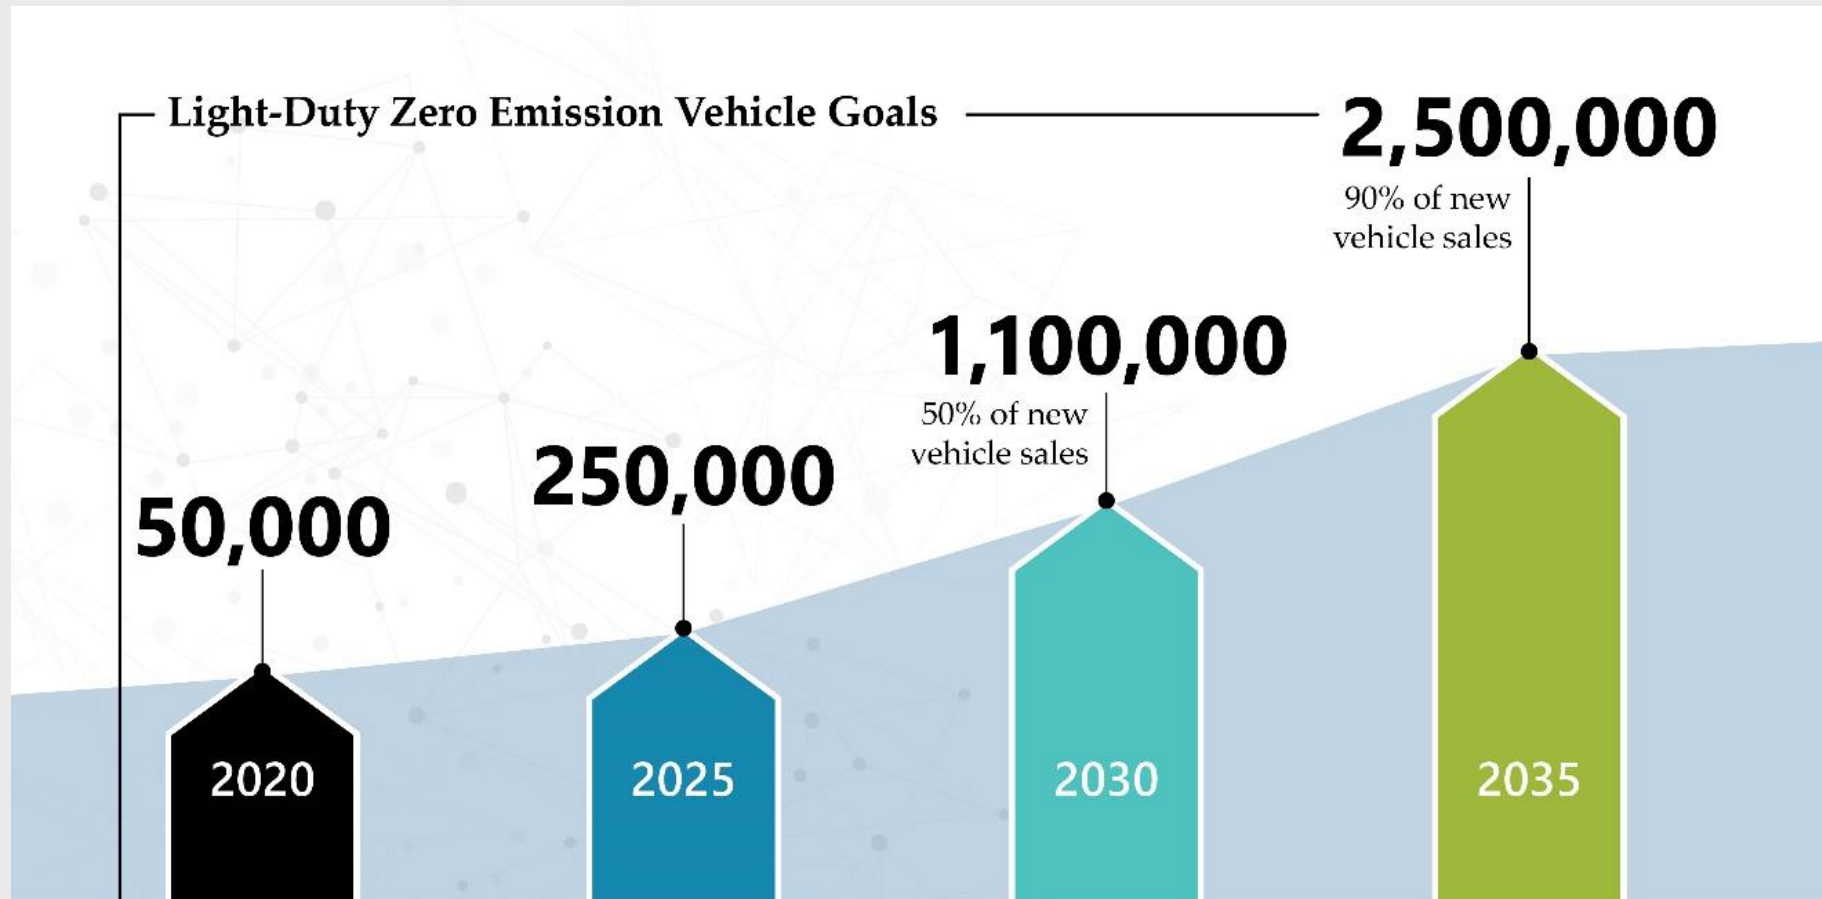 Light-Duty Zero Emission Vehicle Goals
2,500,000
90% of new
vehicle sales
1,100,000
50% of new
vehicle sales
250,000
50,000
2020
2025
2030
2035